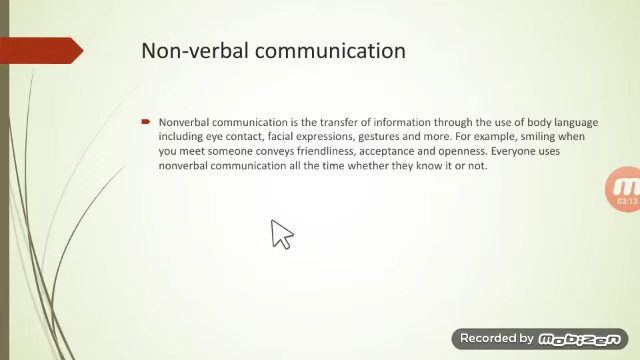 Non-verbal communication
Nonverbal communication is the transfer of information through the use of body language
including eye contact, facial expressions, gestures and more. For example, smiling when
you meet someone conveys friendliness, acceptance and openness. Everyone uses
nonverbal communication all the time whether they know it or not.
m
03:13
Recorded by mobizen